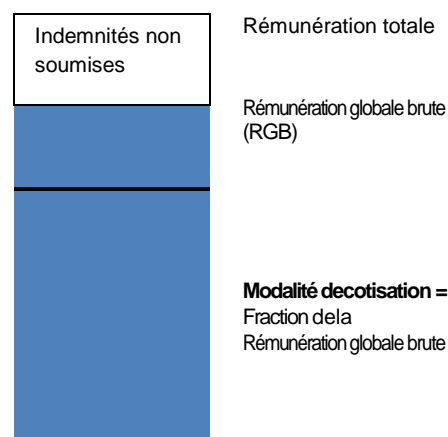 Indemnités non
soumises
Rémunération totale
Rémunération globale brute
(RGB)
Modalité decotisation =
Fraction dela
Rémunération globale brute